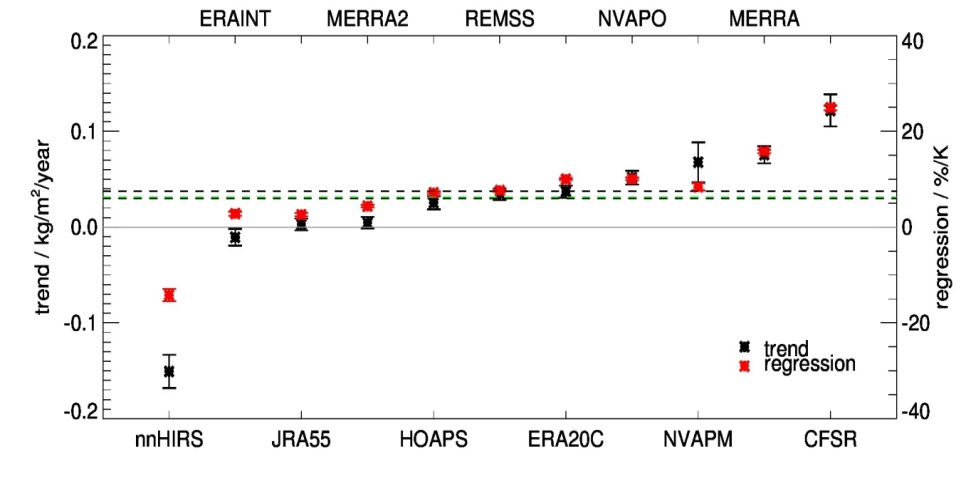 ERAINT MERRA2 REMSS NVAPO MERRA
0.2 40
0.1 20
0.0 0
-0.1 -20
-0.2 -40
trend / kg/m²/year
regression / %/K
trend
regression
nnHIRS JRA55 HOAPS ERA20C NVAPM CFSR